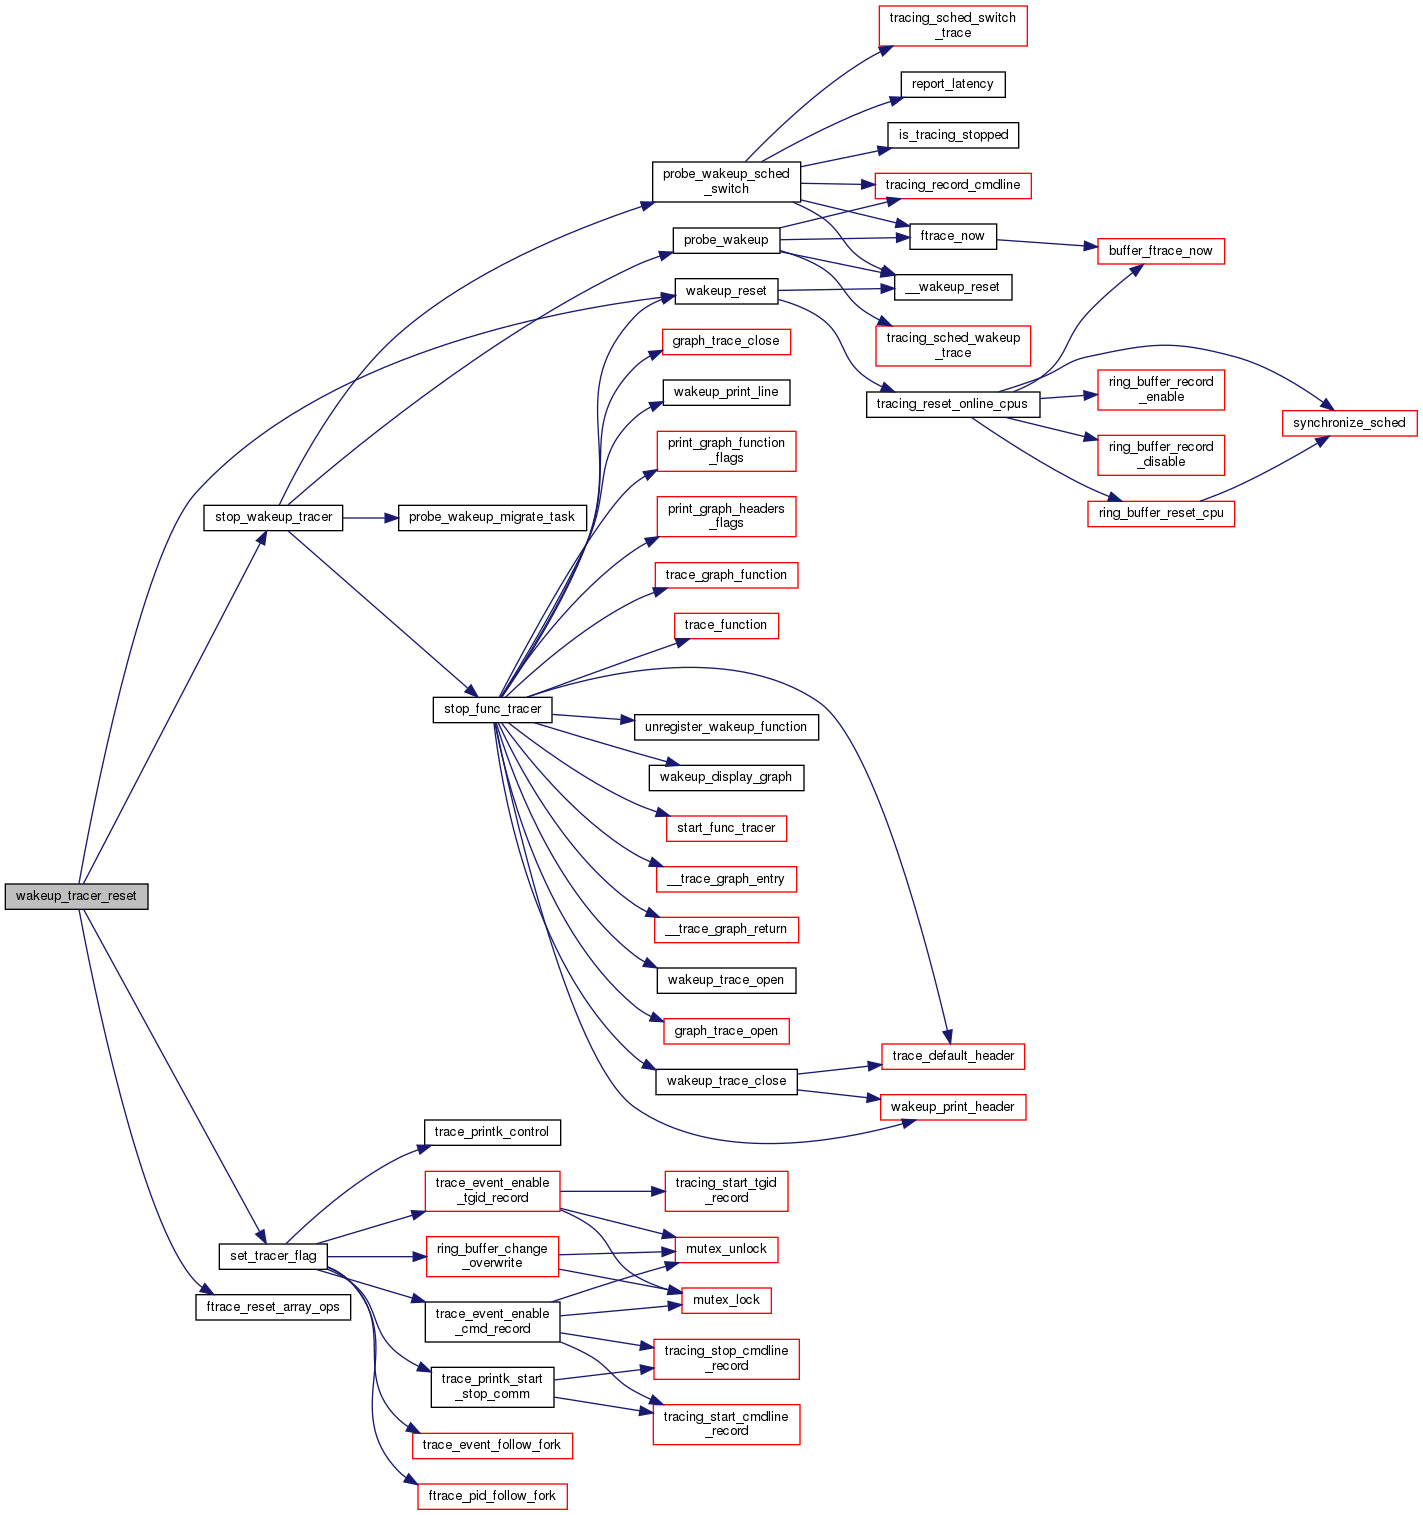 tracing_sched_switch
_trace
report_latency
is_tracing_stopped
probe_wakeup_sched
_switch
tracing_record_cmdline
probe_wakeup
ftrace_now
buffer_ftrace_now
wakeup_reset
__wakeup_reset
graph_trace_close
tracing_sched_wakeup
_trace
wakeup_print_line
ring_buffer_record
_enable
tracing_reset_online_cpus
synchronize_sched
print_graph_function
_flags
ring_buffer_record
_disable
stop_wakeup_tracer
probe_wakeup_migrate_task
print_graph_headers
_flags
ring_buffer_reset_cpu
trace_graph_function
trace_function
stop_func_tracer
unregister_wakeup_function
wakeup_display_graph
start_func_tracer
__trace_graph_entry
wakeup_tracer_reset
__trace_graph_return
wakeup_trace_open
graph_trace_open
trace_default_header
wakeup_trace_close
wakeup_print_header
trace_printk_control
trace_event_enable
_tgid_record
tracing_start_tgid
_record
set_tracer_flag
ring_buffer_change
_overwrite
mutex_unlock
ftrace_reset_array_ops
mutex_lock
trace_event_enable
_cmd_record
tracing_stop_cmdline
_record
trace_printk_start
_stop_comm
tracing_start_cmdline
_record
trace_event_follow_fork
ftrace_pid_follow_fork